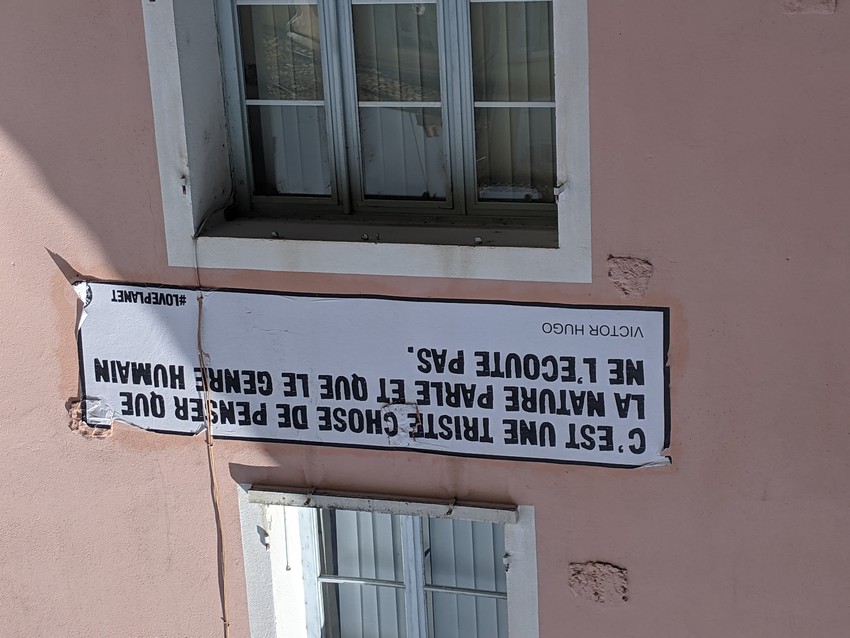 C'EST UNE TRISTE CHOSE DE PENSER QUE
LA NATURE PARLE ET QUE LE GENRE HUMAIN
NE L'ECOUTE PAS.
VICTOR HUGO
#LOVEPLANET